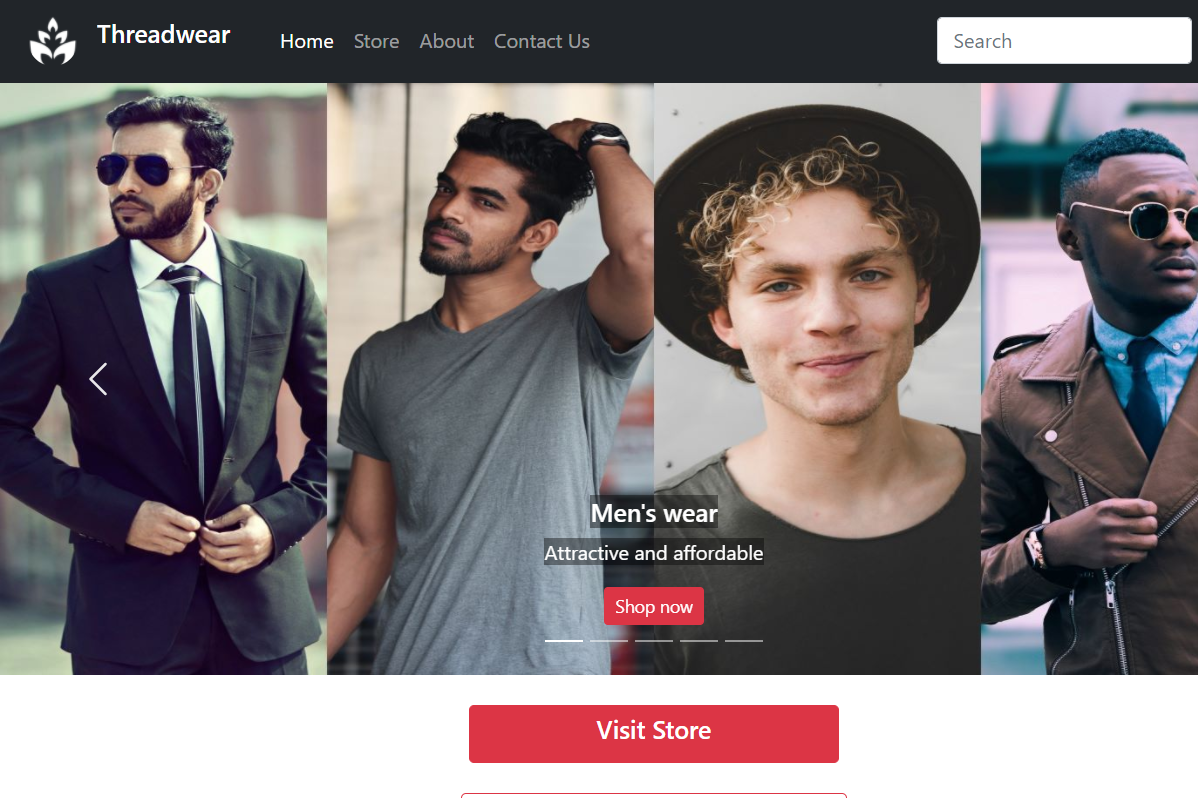 Threadwear
Home Store About Contact Us
Search
Men's wear
Attractive and affordable
Shop now
Visit Store